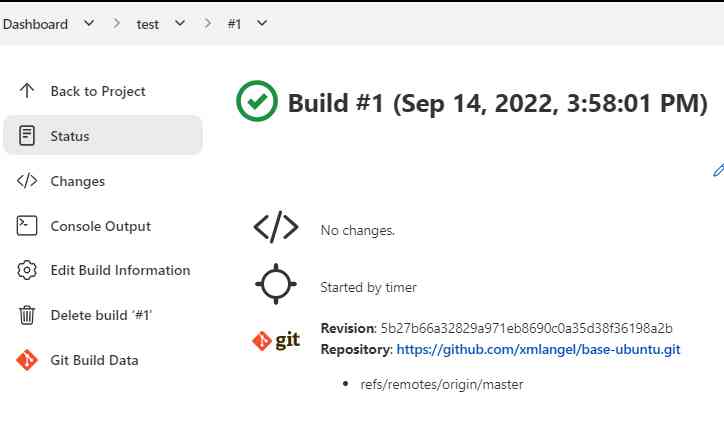 Dashboard test #1
Back to Project
Status
Changes
Console Output
Edit Build Information
Delete build ‘#1’
Git Build Data
Build #1 (Sep 14, 2022, 3:58:01 PM)
No changes.
Started by timer
git
Revision: 5b27b66a32829a971eb8690c0a35d38f36198a2b
Repository: https://github.com/xmlangel/base-ubuntu.git
refs/remotes/origin/master